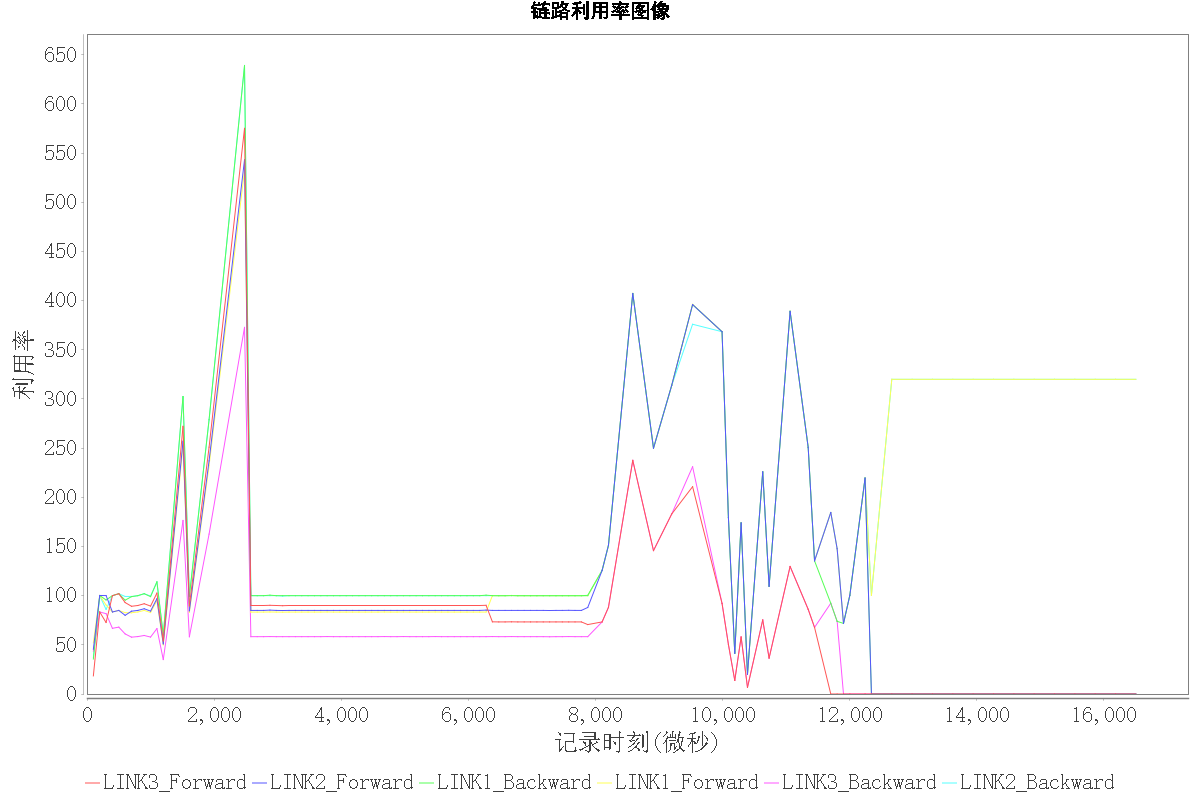 链路利用率图像
650
600
550
500
450
400
350
300
250
200
150
100
50
0
利用率
0 2,000 4,000 6,000 8,000 10,000 12,000 14,000 16,000
记录时刻(微秒)
LINK3_Forward LINK2_Forward LINK1_Backward LINK1_Forward LINK3_Backward LINK2_Backward